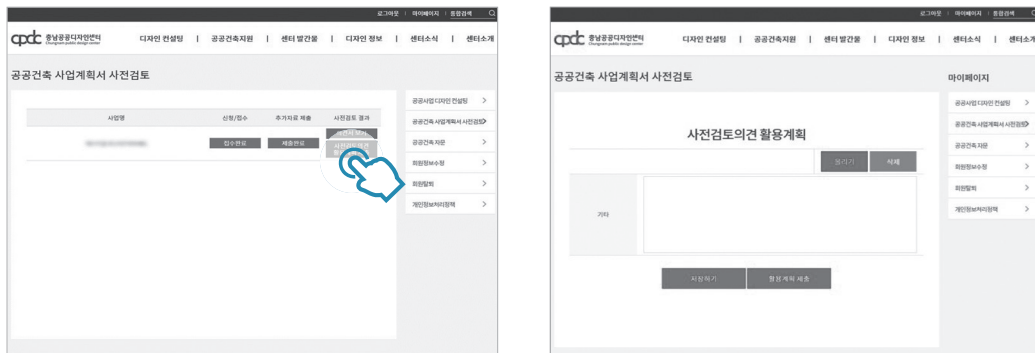 로그아웃 | 마이페이지 | 통합검색
cpdc 충남공공디자인센터
Chungnam public design center
디자인 컨설팅 | 공공건축지원 | 센터 발간물 | 디자인 정보 | 센터소식 | 센터소개
공공건축 사업계획서 사전검토
사업명 신청/접수 추가자료 제출 사전검토 결과
접수완료 제출완료
사전검토의견
공공사업 디자인 컨설팅
공공건축 사업계획서 사전검토
공공건축 자문
회원정보수정
회원탈퇴
개인정보처리정책
로그아웃 | 마이페이지 | 통합검색
cpdc 충남공공디자인센터
Chungnam public design center
디자인 컨설팅 | 공공건축지원 | 센터 발간물 | 디자인 정보 | 센터소식 | 센터소개
공공건축 사업계획서 사전검토
사전검토의견 활용계획
올리기 삭제
기타
저장하기 활용계획 제출
마이페이지
공공사업 디자인 컨설팅
공공건축 사업계획서 사전검토
공공건축 자문
회원정보수정
회원탈퇴
개인정보처리정책